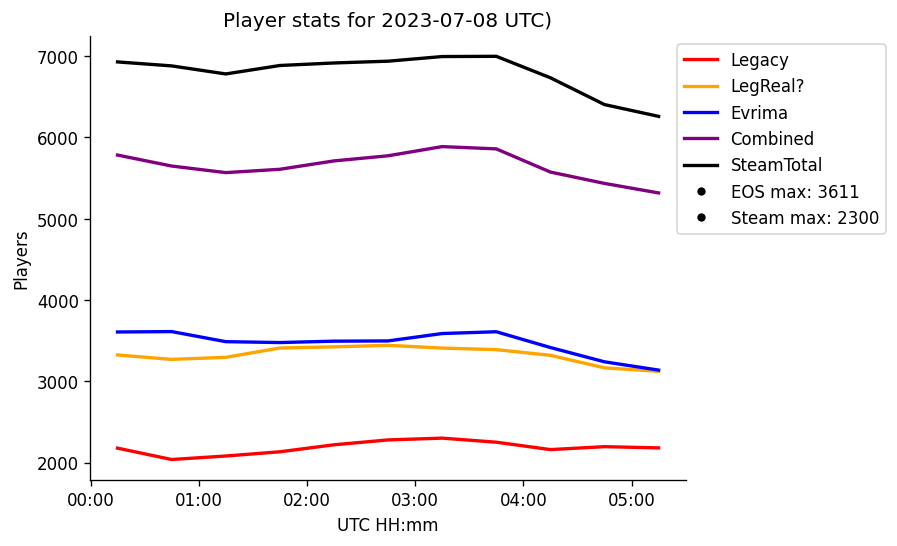 Player stats for 2023-07-08 UTC)
7000
6000
5000
4000
3000
2000
Players
00:00 01:00 02:00 03:00 04:00 05:00
UTC HH:mm
Legacy
LegReal?
Evrima
Combined
SteamTotal
EOS max: 3611
Steam max: 2300